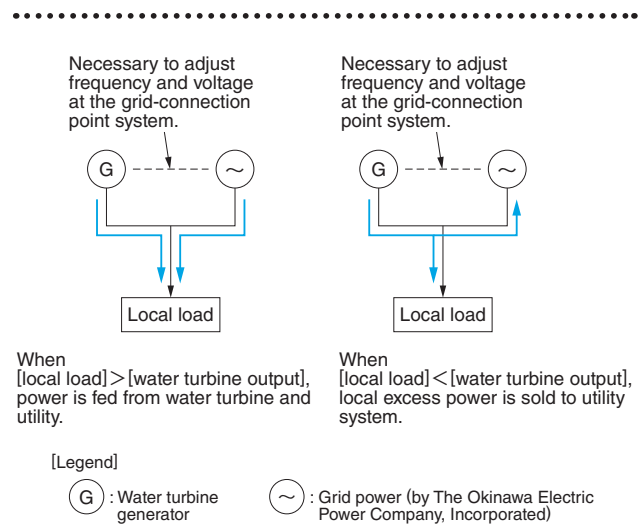 Necessary to adjust
frequency and voltage
at the grid-connection
point system.
G
~
Local load
When
[local load]>[water turbine output],
power is fed from water turbine and
utility.
Necessary to adjust
frequency and voltage
at the grid-connection
point system.
G
~
Local load
When
[local load]<[water turbine output],
local excess power is sold to utility
system.
[Legend]
G : Water turbine
generator
~ : Grid power (by The Okinawa Electric
Power Company, Incorporated)